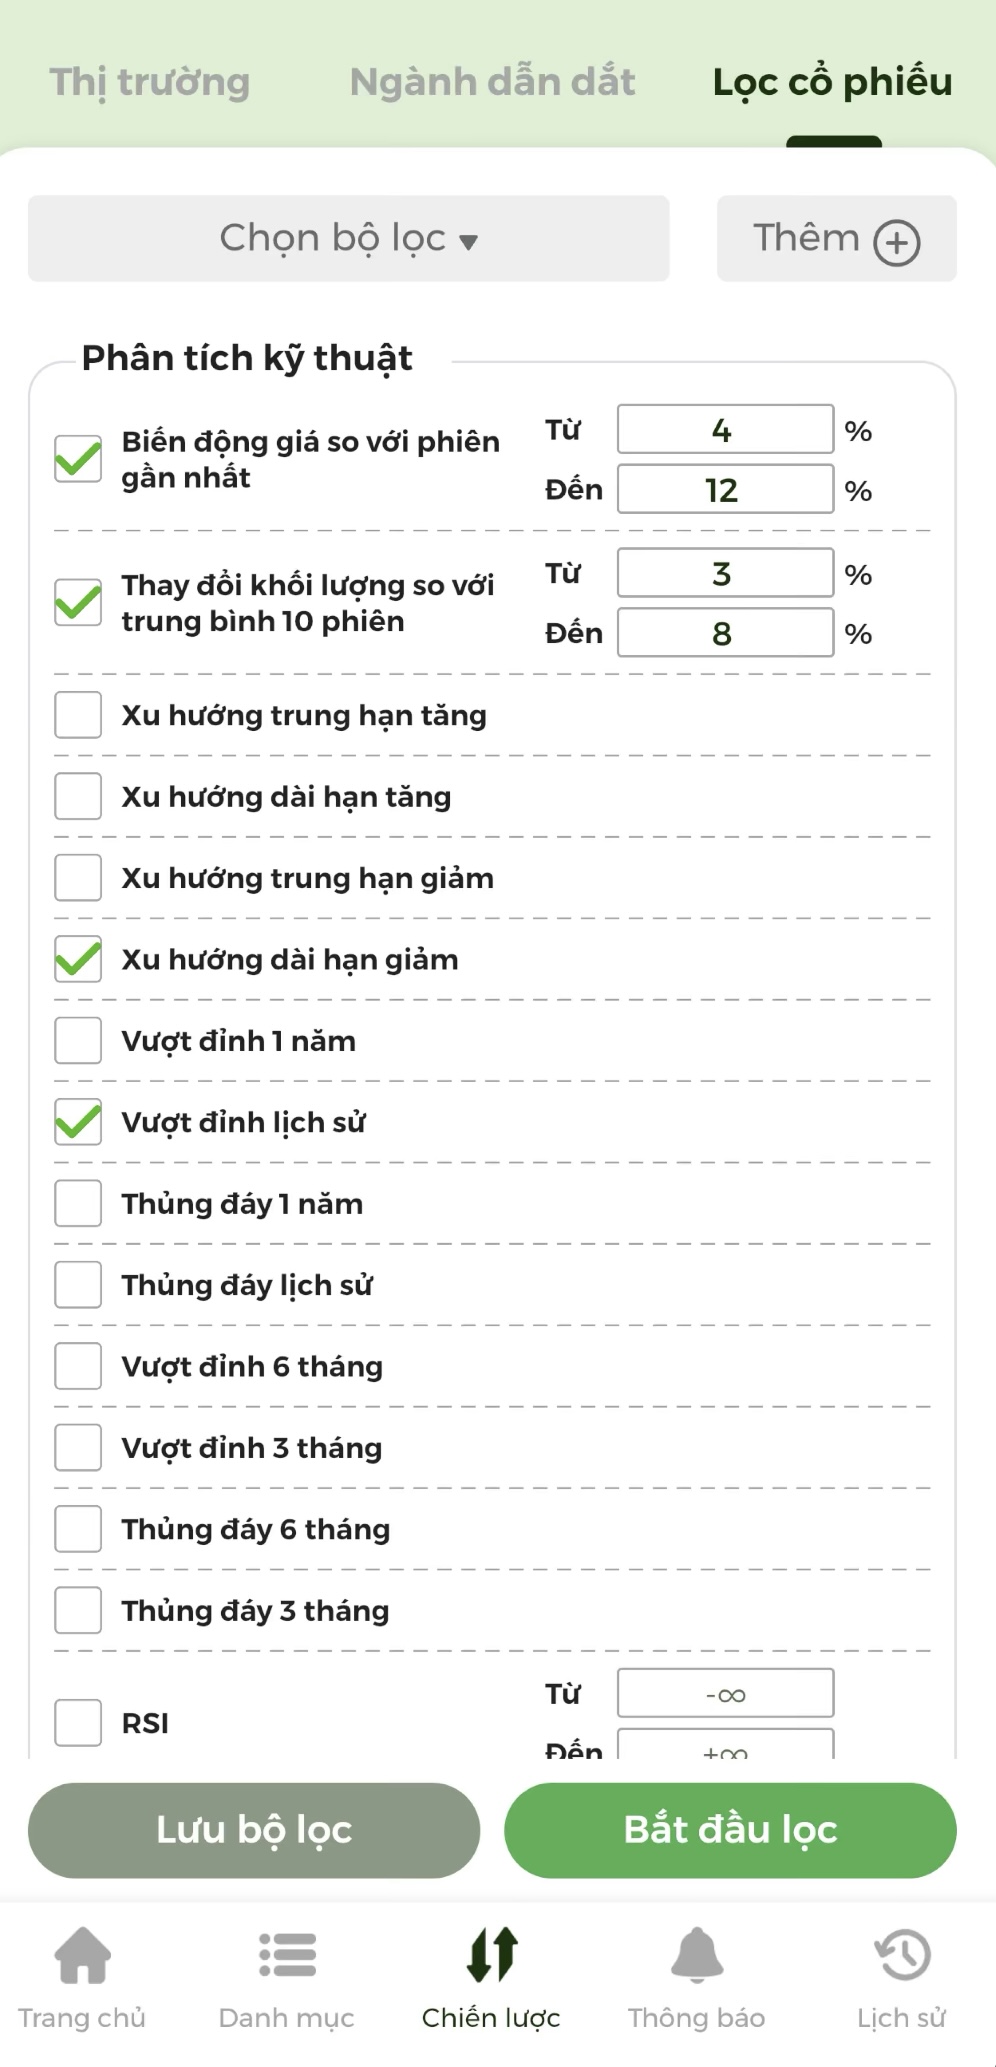 Thị trường
Ngành dẫn dắt
Lọc cổ phiếu
Chọn bộ lọc
Thêm
Phân tích kỹ thuật
Biến động giá so với phiên
gần nhất
Từ 4 %
Đến 12 %
Thay đổi khối lượng so với
trung bình 10 phiên
Từ 3 %
Đến 8 %
Xu hướng trung hạn tăng
Xu hướng dài hạn tăng
Xu hướng trung hạn giảm
Xu hướng dài hạn giảm
Vượt đỉnh 1 năm
Vượt đỉnh lịch sử
Thủng đáy 1 năm
Thủng đáy lịch sử
Vượt đỉnh 6 tháng
Vượt đỉnh 3 tháng
Thủng đáy 6 tháng
Thủng đáy 3 tháng
RSI
Từ -∞
Đến +∞
Lưu bộ lọc
Bắt đầu lọc
Trang chủ
Danh mục
Chiến lược
Thông báo
Lịch sử